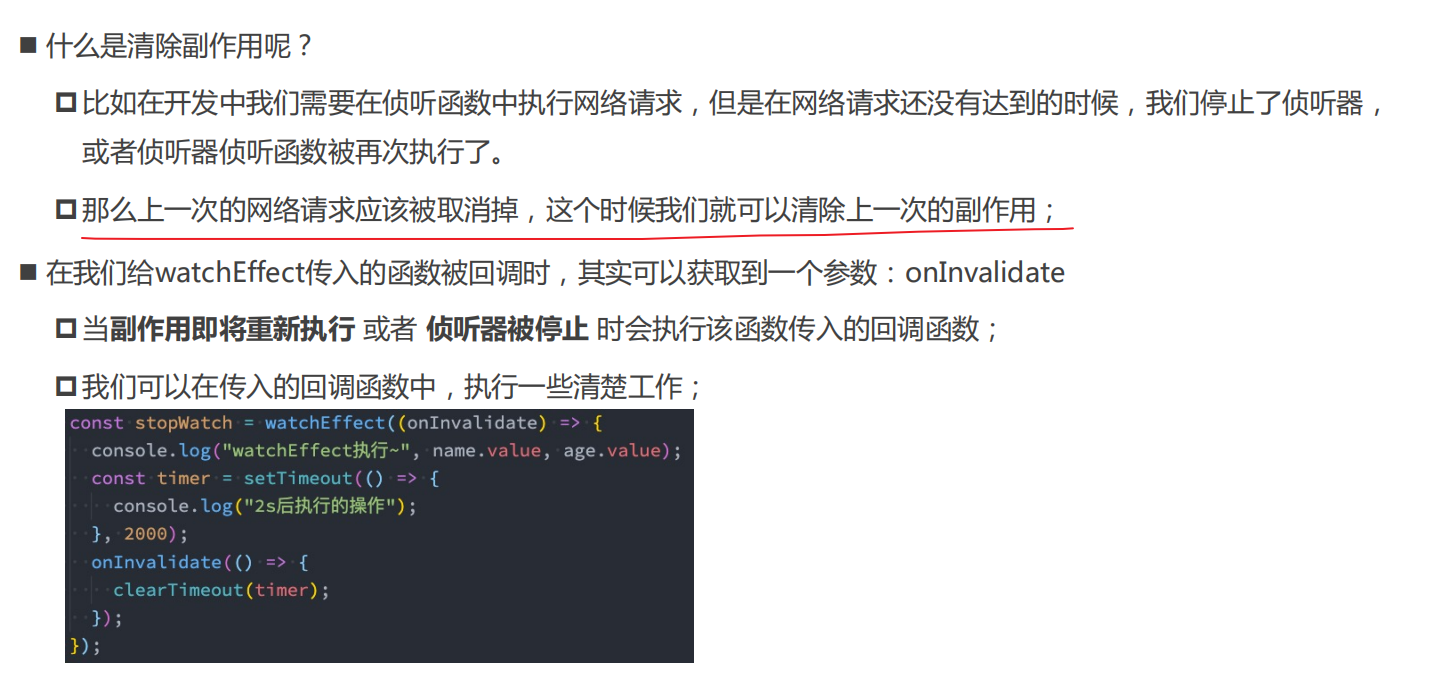 ■ 什么是清除副作用呢？
比如在开发中我们需要在侦听函数中执行网络请求，但是在网络请求还没有达到的时候，我们停止了侦听器，
或者侦听器侦听函数被再次执行了。
那么上一次的网络请求应该被取消掉，这个时候我们就可以清除上一次的副作用；
■ 在我们给watchEffect传入的函数被回调时，其实可以获取到一个参数：onInvalidate
当副作用即将重新执行 或者 侦听器被停止 时会执行该函数传入的回调函数；
我们可以在传入的回调函数中，执行一些清楚工作；
const stopWatch = watchEffect((onInvalidate) => {
  console.log("watchEffect执行~", name.value, age.value);
  const timer = setTimeout(() => {
    console.log("2s后执行的操作");
  }, 2000);
  onInvalidate(() => {
    clearTimeout(timer);
  });
});